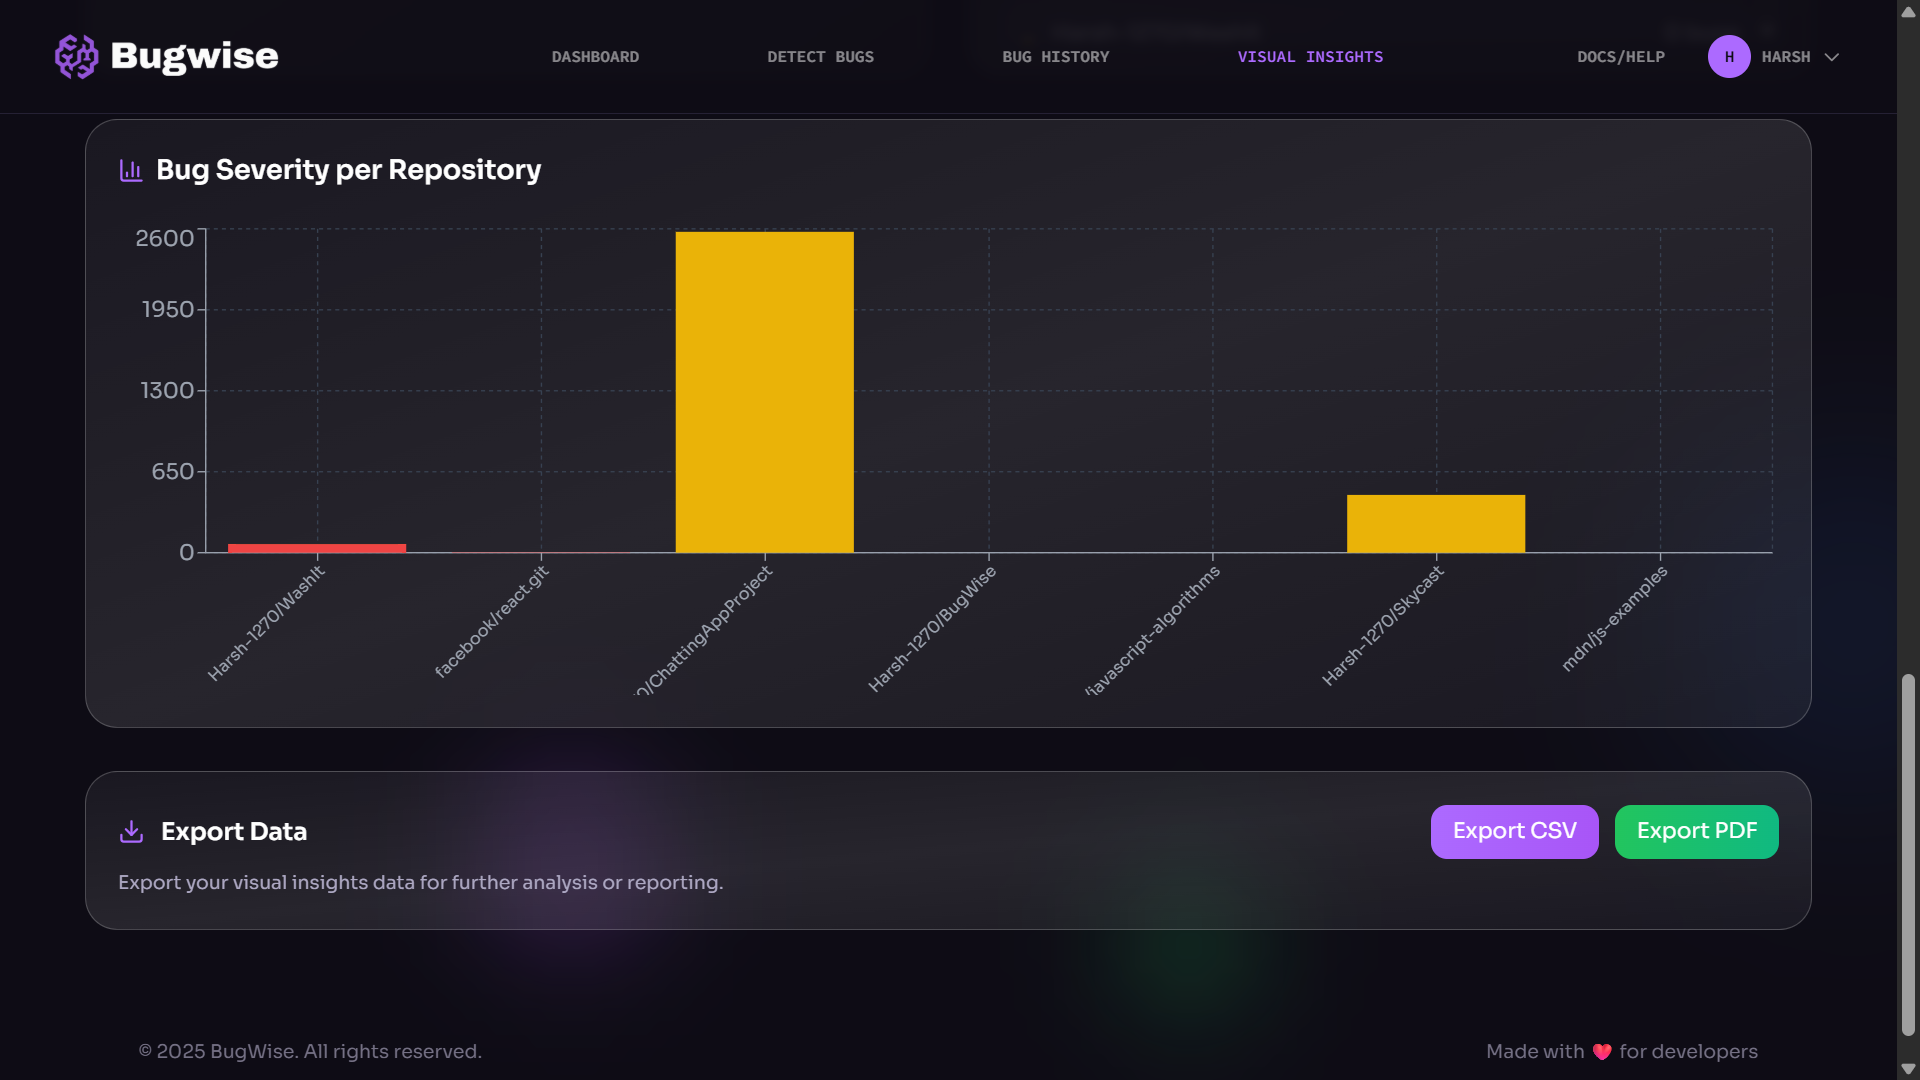 Bugwise
DASHBOARD
DETECT BUGS
BUG HISTORY
VISUAL INSIGHTS
DOCS/HELP
H
HARSH
Bug Severity per Repository
2600
1950
1300
650
0
Harsh-1270/WashIt
facebook/react.git
0/ChattingAppProject
Harsh-1270/BugWise
/javascript-algorithms
Harsh-1270/Skycast
mdn/js-examples
Export Data
Export CSV
Export PDF
Export your visual insights data for further analysis or reporting.
© 2025 BugWise. All rights reserved.
Made with ❤️ for developers